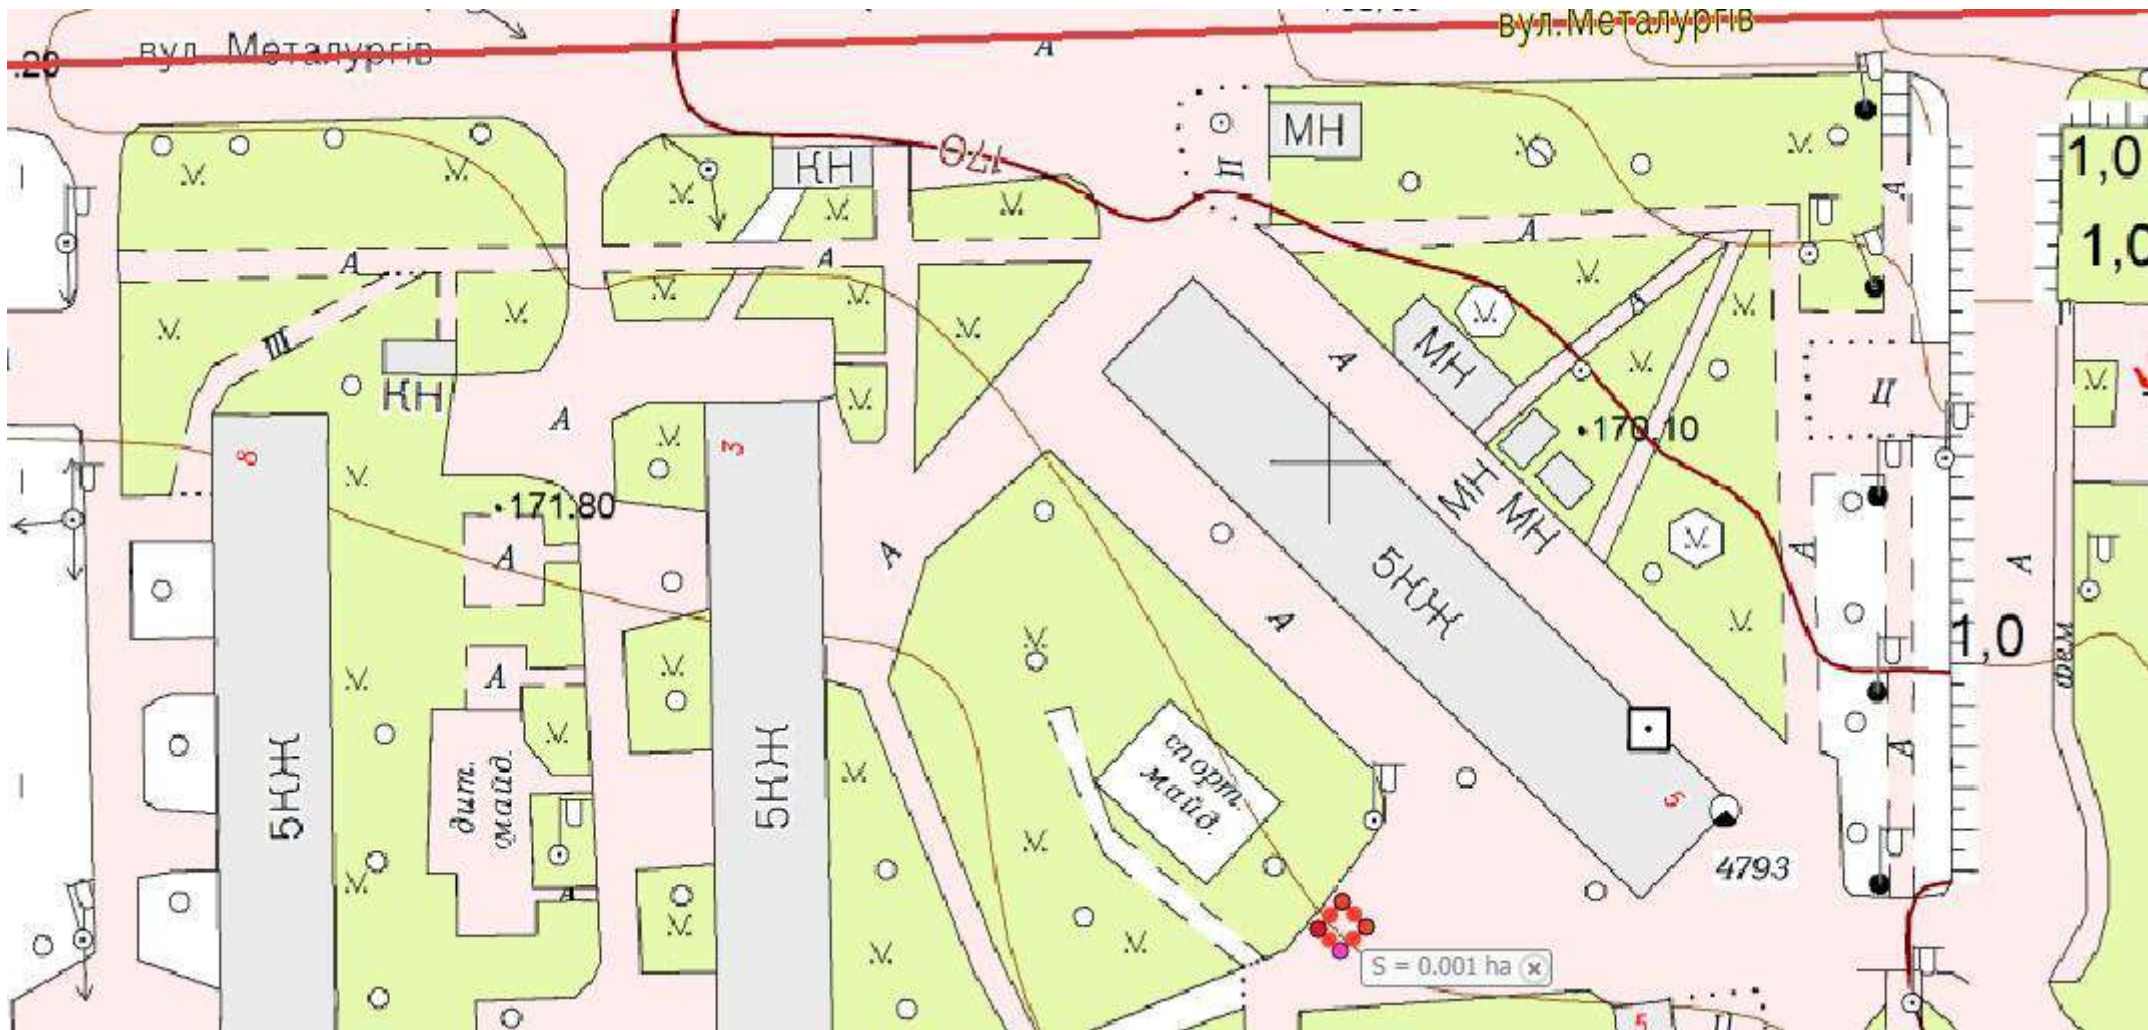 вул.Металургів
вул. Металургів
.20
А
170
КН
МН
Ц
1,0
1,0
А
А
А
А
А
А
Ш
КН
МН
А
Ц
8
3
А
170.10
171.80
МН
МН
А
А
А
А
5КЖ
А
1,0
фем
А
5КЖ
5КЖ
дит.
майд.
спорт.
майд.
А
5
4793
А
S = 0.001 ha
5
Ц